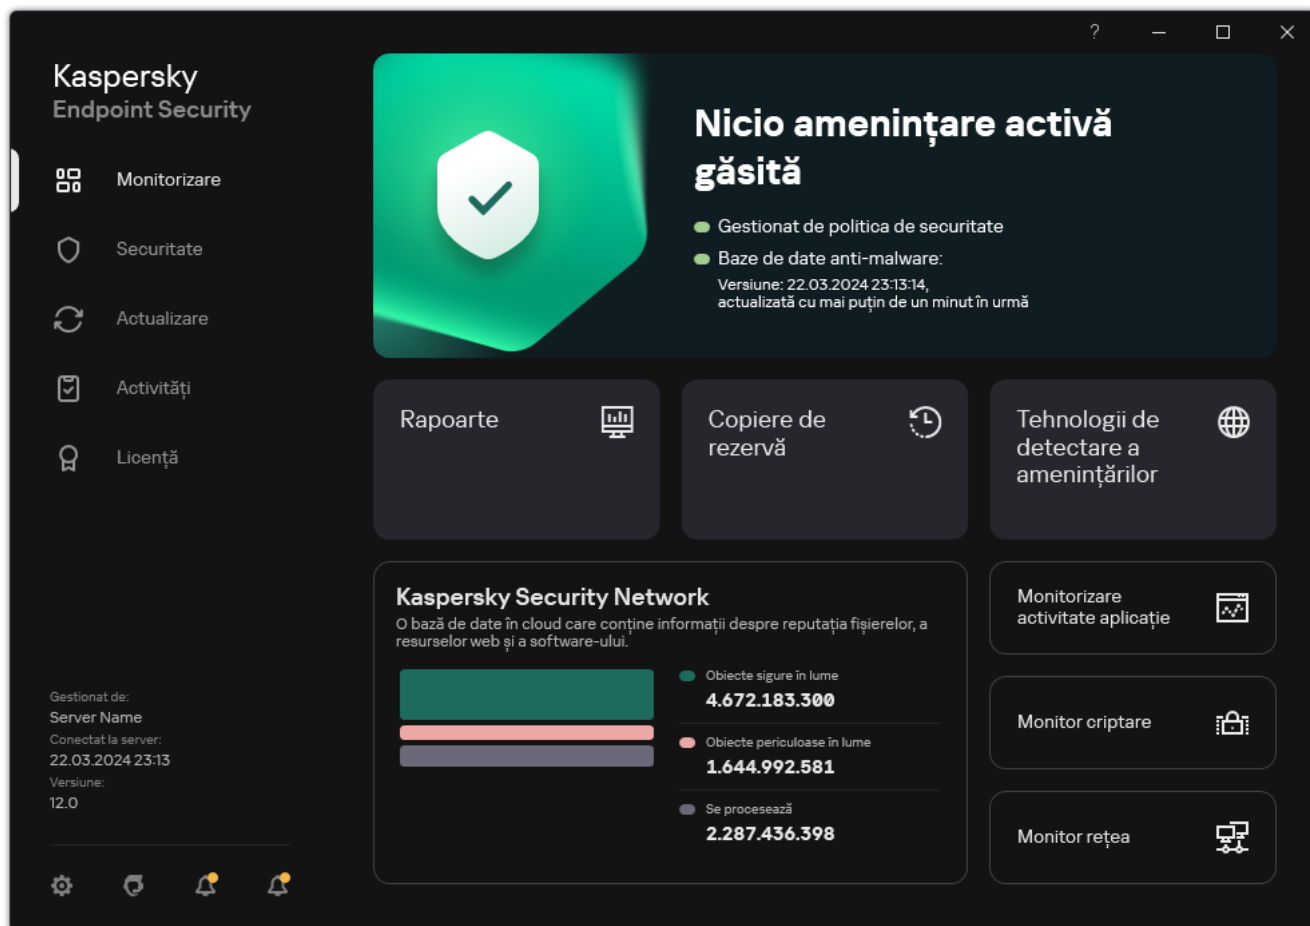 ?
Kaspersky
Endpoint Security
Monitorizare
Securitate
Actualizare
Activități
Licență
Gestionat de:
Server Name
Conectat la server:
22.03.2024 23:13
Versiune:
12.0
Nicio amenințare activă
găsită
Gestionat de politica de securitate
Baze de date anti-malware:
Versiune: 22.03.2024 23:13:14,
actualizată cu mai puțin de un minut în urmă
Rapoarte
Copiere de
rezervă
Tehnologii de
detectare a
amenințărilor
Kaspersky Security Network
O bază de date în cloud care conține informații despre reputația fișierelor, a
resurselor web și a software-ului.
Obiecte sigure în lume
4.672.183.300
Obiecte periculoase în lume
1.644.992.581
Se procesează
2.287.436.398
Monitorizare
activitate aplicație
Monitor criptare
Monitor rețea